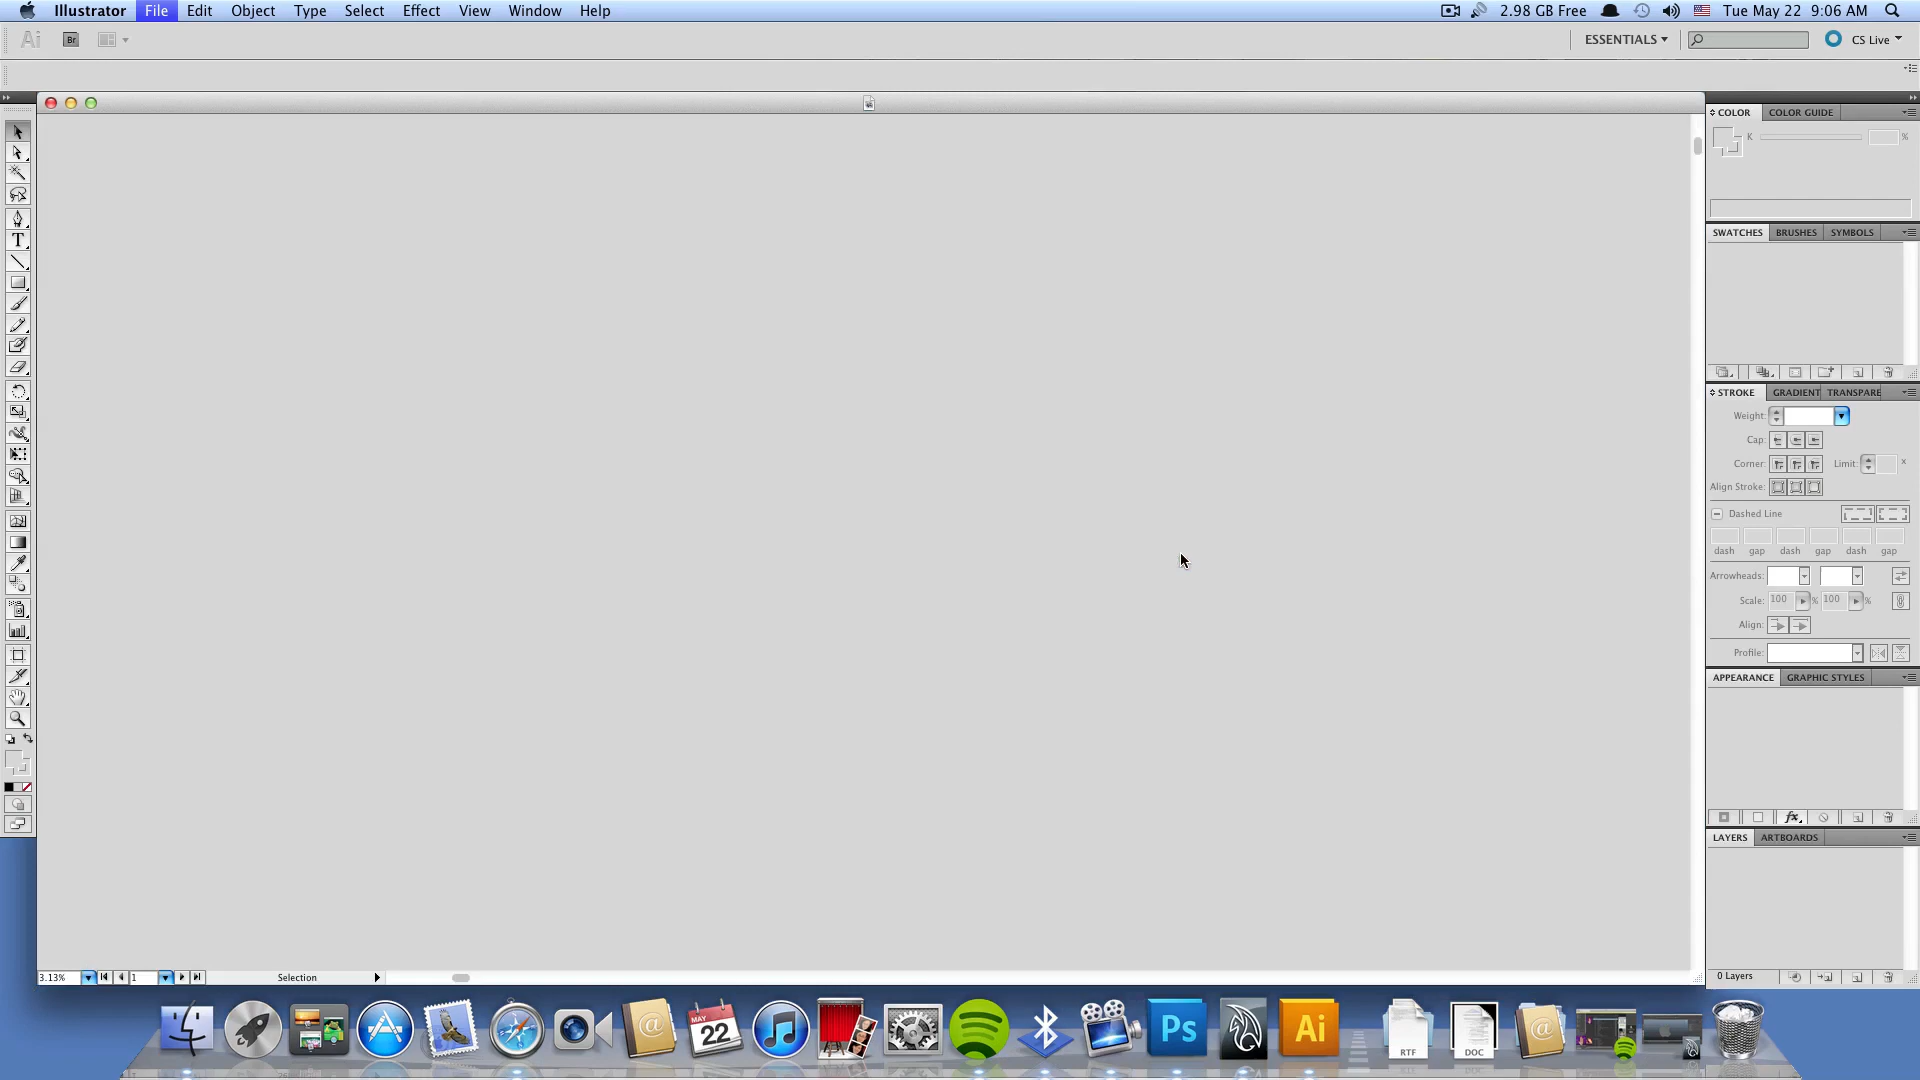 Illustrator File Edit Object Type Select Effect View Window Help 2.98 GB Free Tue May 22 9:06 AM
Ai Br ESSENTIALS CS Live
COLOR COLOR GUIDE
K %
T
SWATCHES BRUSHES SYMBOLS
STROKE GRADIENT TRANSPARE
Weight:
Cap:
Corner: Limit: x
Align Stroke:
Dashed Line
dash gap dash gap dash gap
Arrowheads:
Scale: 100 % 100 %
Align:
Profile:
APPEARANCE GRAPHIC STYLES
fx
LAYERS ARTBOARDS
3.13% 1 Selection 0 Layers
@ MAY 22 Ps Ai RTF DOC @